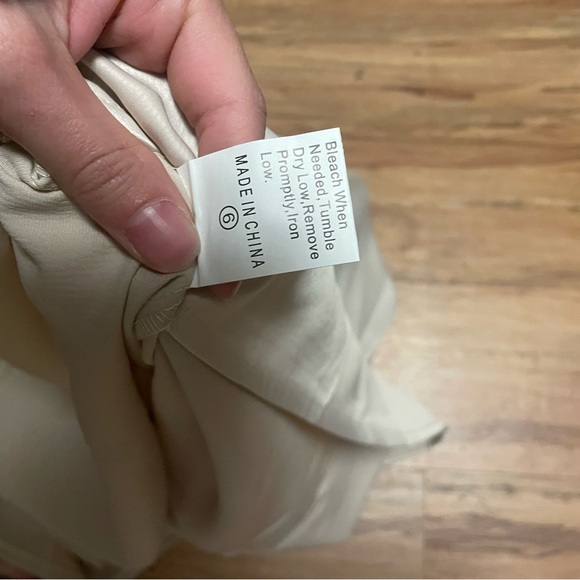 Bleach When
Needed,Tumble
Dry Low,Remove
Promptly,Iron
Low.
MADE IN CHINA
6